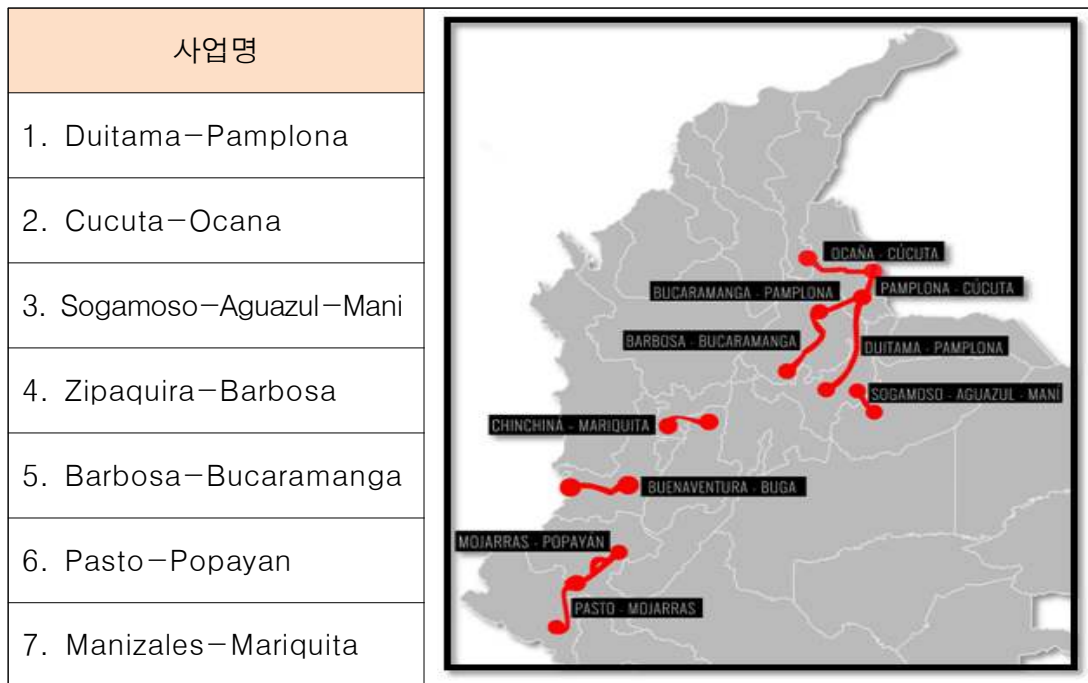 사업명
1. Duitama-Pamplona
2. Cucuta-Ocana
3. Sogamoso-Aguazul-Mani
4. Zipaquira-Barbosa
5. Barbosa-Bucaramanga
6. Pasto-Popayan
7. Manizales-Mariquita
OCAÑA - CÚCUTA
BUCARAMANGA - PAMPLONA
PAMPLONA - CÚCUTA
BARBOSA - BUCARAMANGA
DUITAMA - PAMPLONA
SOGAMOSO - AGUAZUL - MANÍ
CHINCHINÁ - MARIQUITA
BUENAVENTURA - BUGA
MOJARRAS - POPAYÁN
PASTO - MOJARRAS